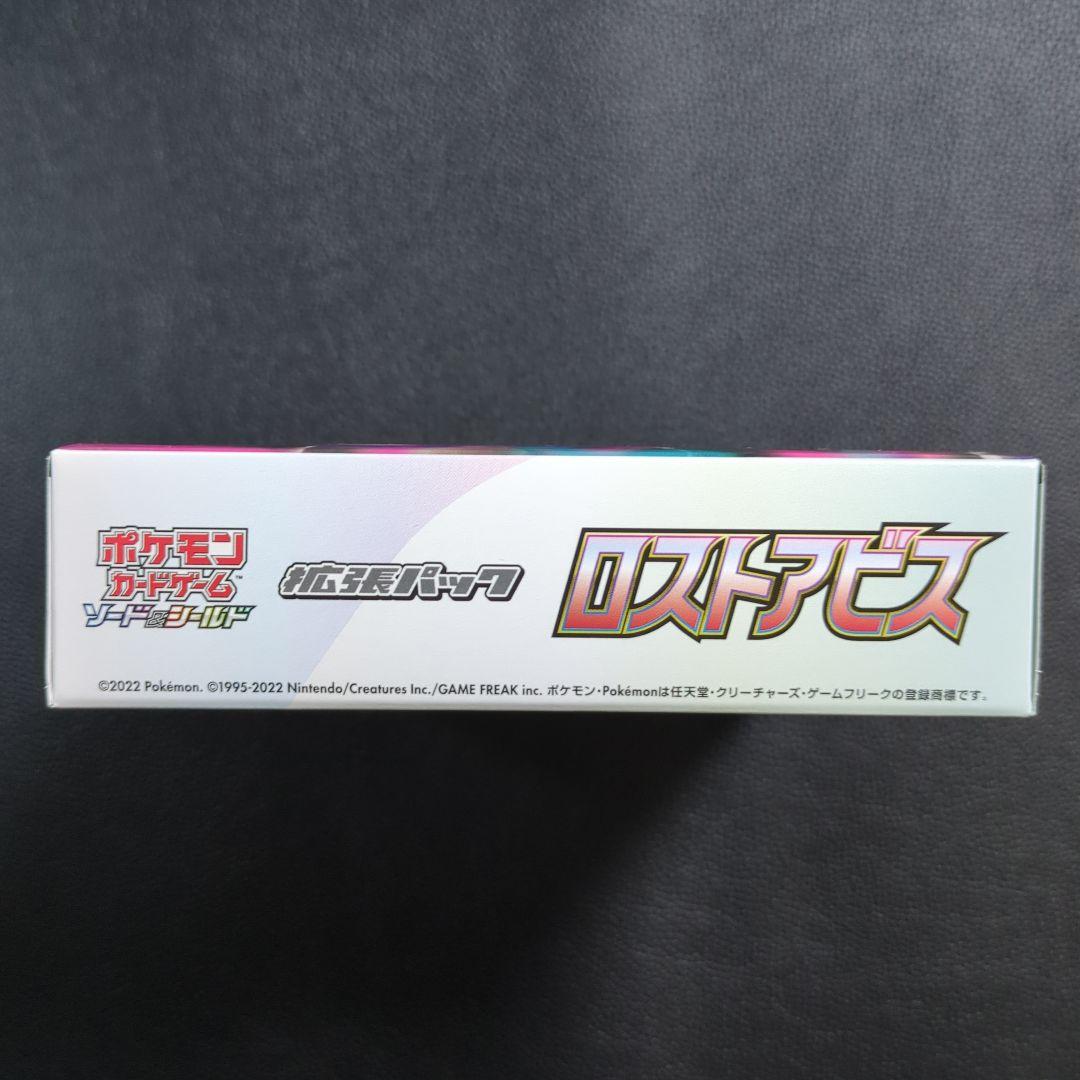 ポケモン
カードゲーム™
ソード&シールド
拡張パック
ロストアビス
©2022 Pokémon. ©1995-2022 Nintendo/Creatures Inc./GAME FREAK inc. ポケモン・Pokémonは任天堂・クリーチャーズ・ゲームフリークの登録商標です。